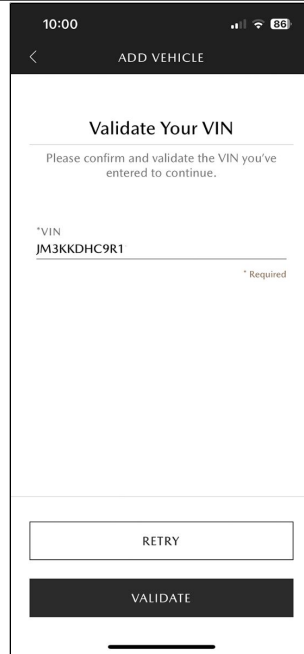 10:00
86
ADD VEHICLE
Validate Your VIN
Please confirm and validate the VIN you've
entered to continue.
*VIN
JM3KKDHC9R1
* Required
RETRY
VALIDATE